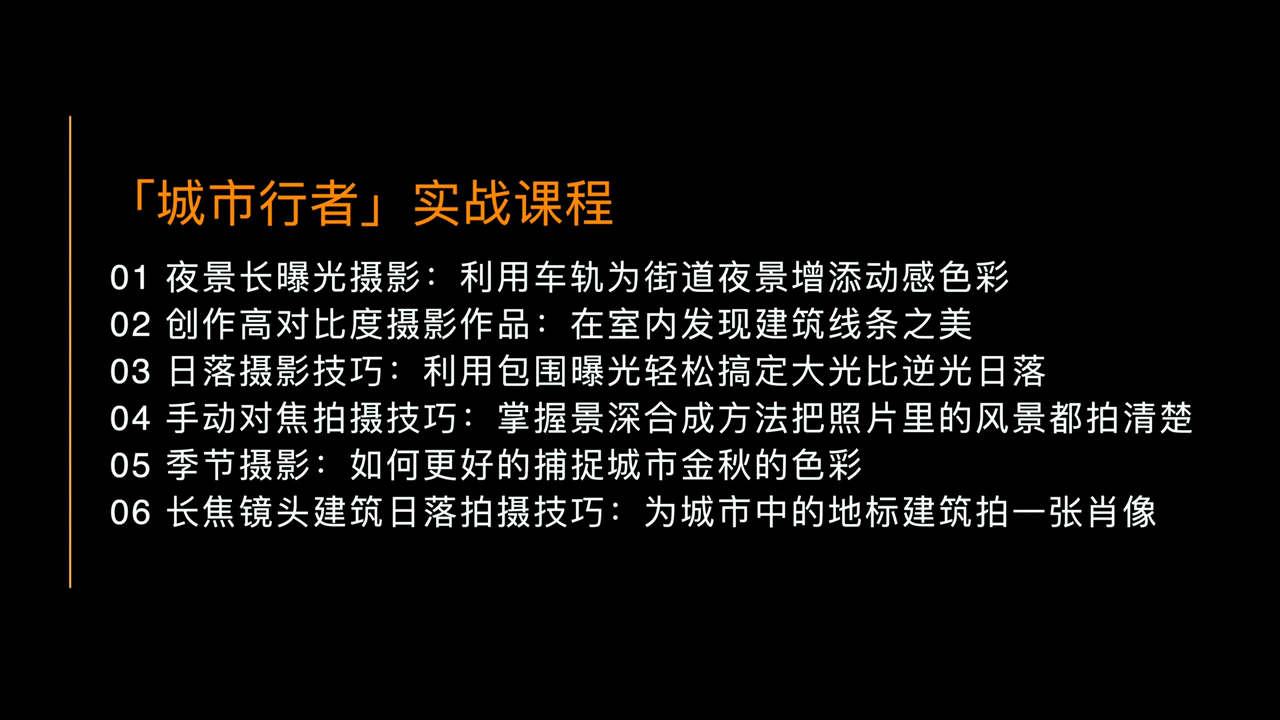 「城市行者」实战课程
01 夜景长曝光摄影：利用车轨为街道夜景增添动感色彩
02 创作高对比度摄影作品：在室内发现建筑线条之美
03 日落摄影技巧：利用包围曝光轻松搞定大光比逆光日落
04 手动对焦拍摄技巧：掌握景深合成方法把照片里的风景都拍清楚
05 季节摄影：如何更好的捕捉城市金秋的色彩
06 长焦镜头建筑日落拍摄技巧：为城市中的地标建筑拍一张肖像